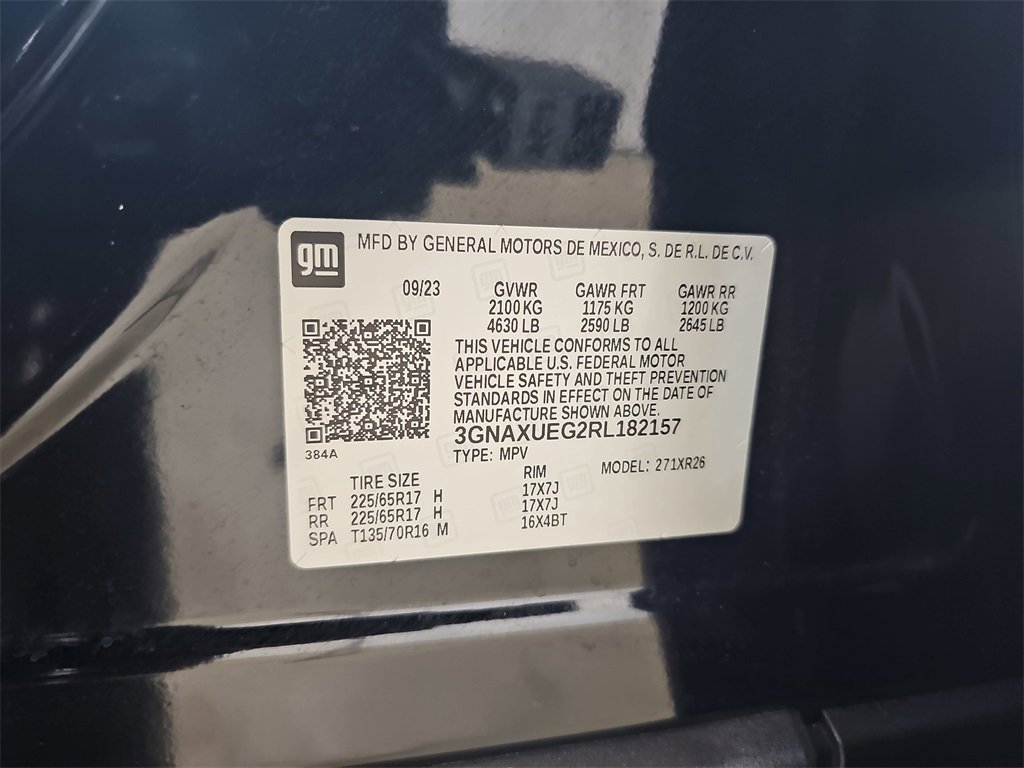 gm MFD BY GENERAL MOTORS DE MEXICO, S. DE R.L. DE C.V.
09/23 GVWR GAWR FRT GAWR RR
2100 KG 1175 KG 1200 KG
4630 LB 2590 LB 2645 LB
THIS VEHICLE CONFORMS TO ALL
APPLICABLE U.S. FEDERAL MOTOR
VEHICLE SAFETY AND THEFT PREVENTION
STANDARDS IN EFFECT ON THE DATE OF
MANUFACTURE SHOWN ABOVE.
3GNAXUEG2RL182157
384A
TYPE: MPV MODEL: 271XR26
TIRE SIZE RIM
FRT 225/65R17 H 17X7J
RR 225/65R17 H 17X7J
SPA T135/70R16 M 16X4BT